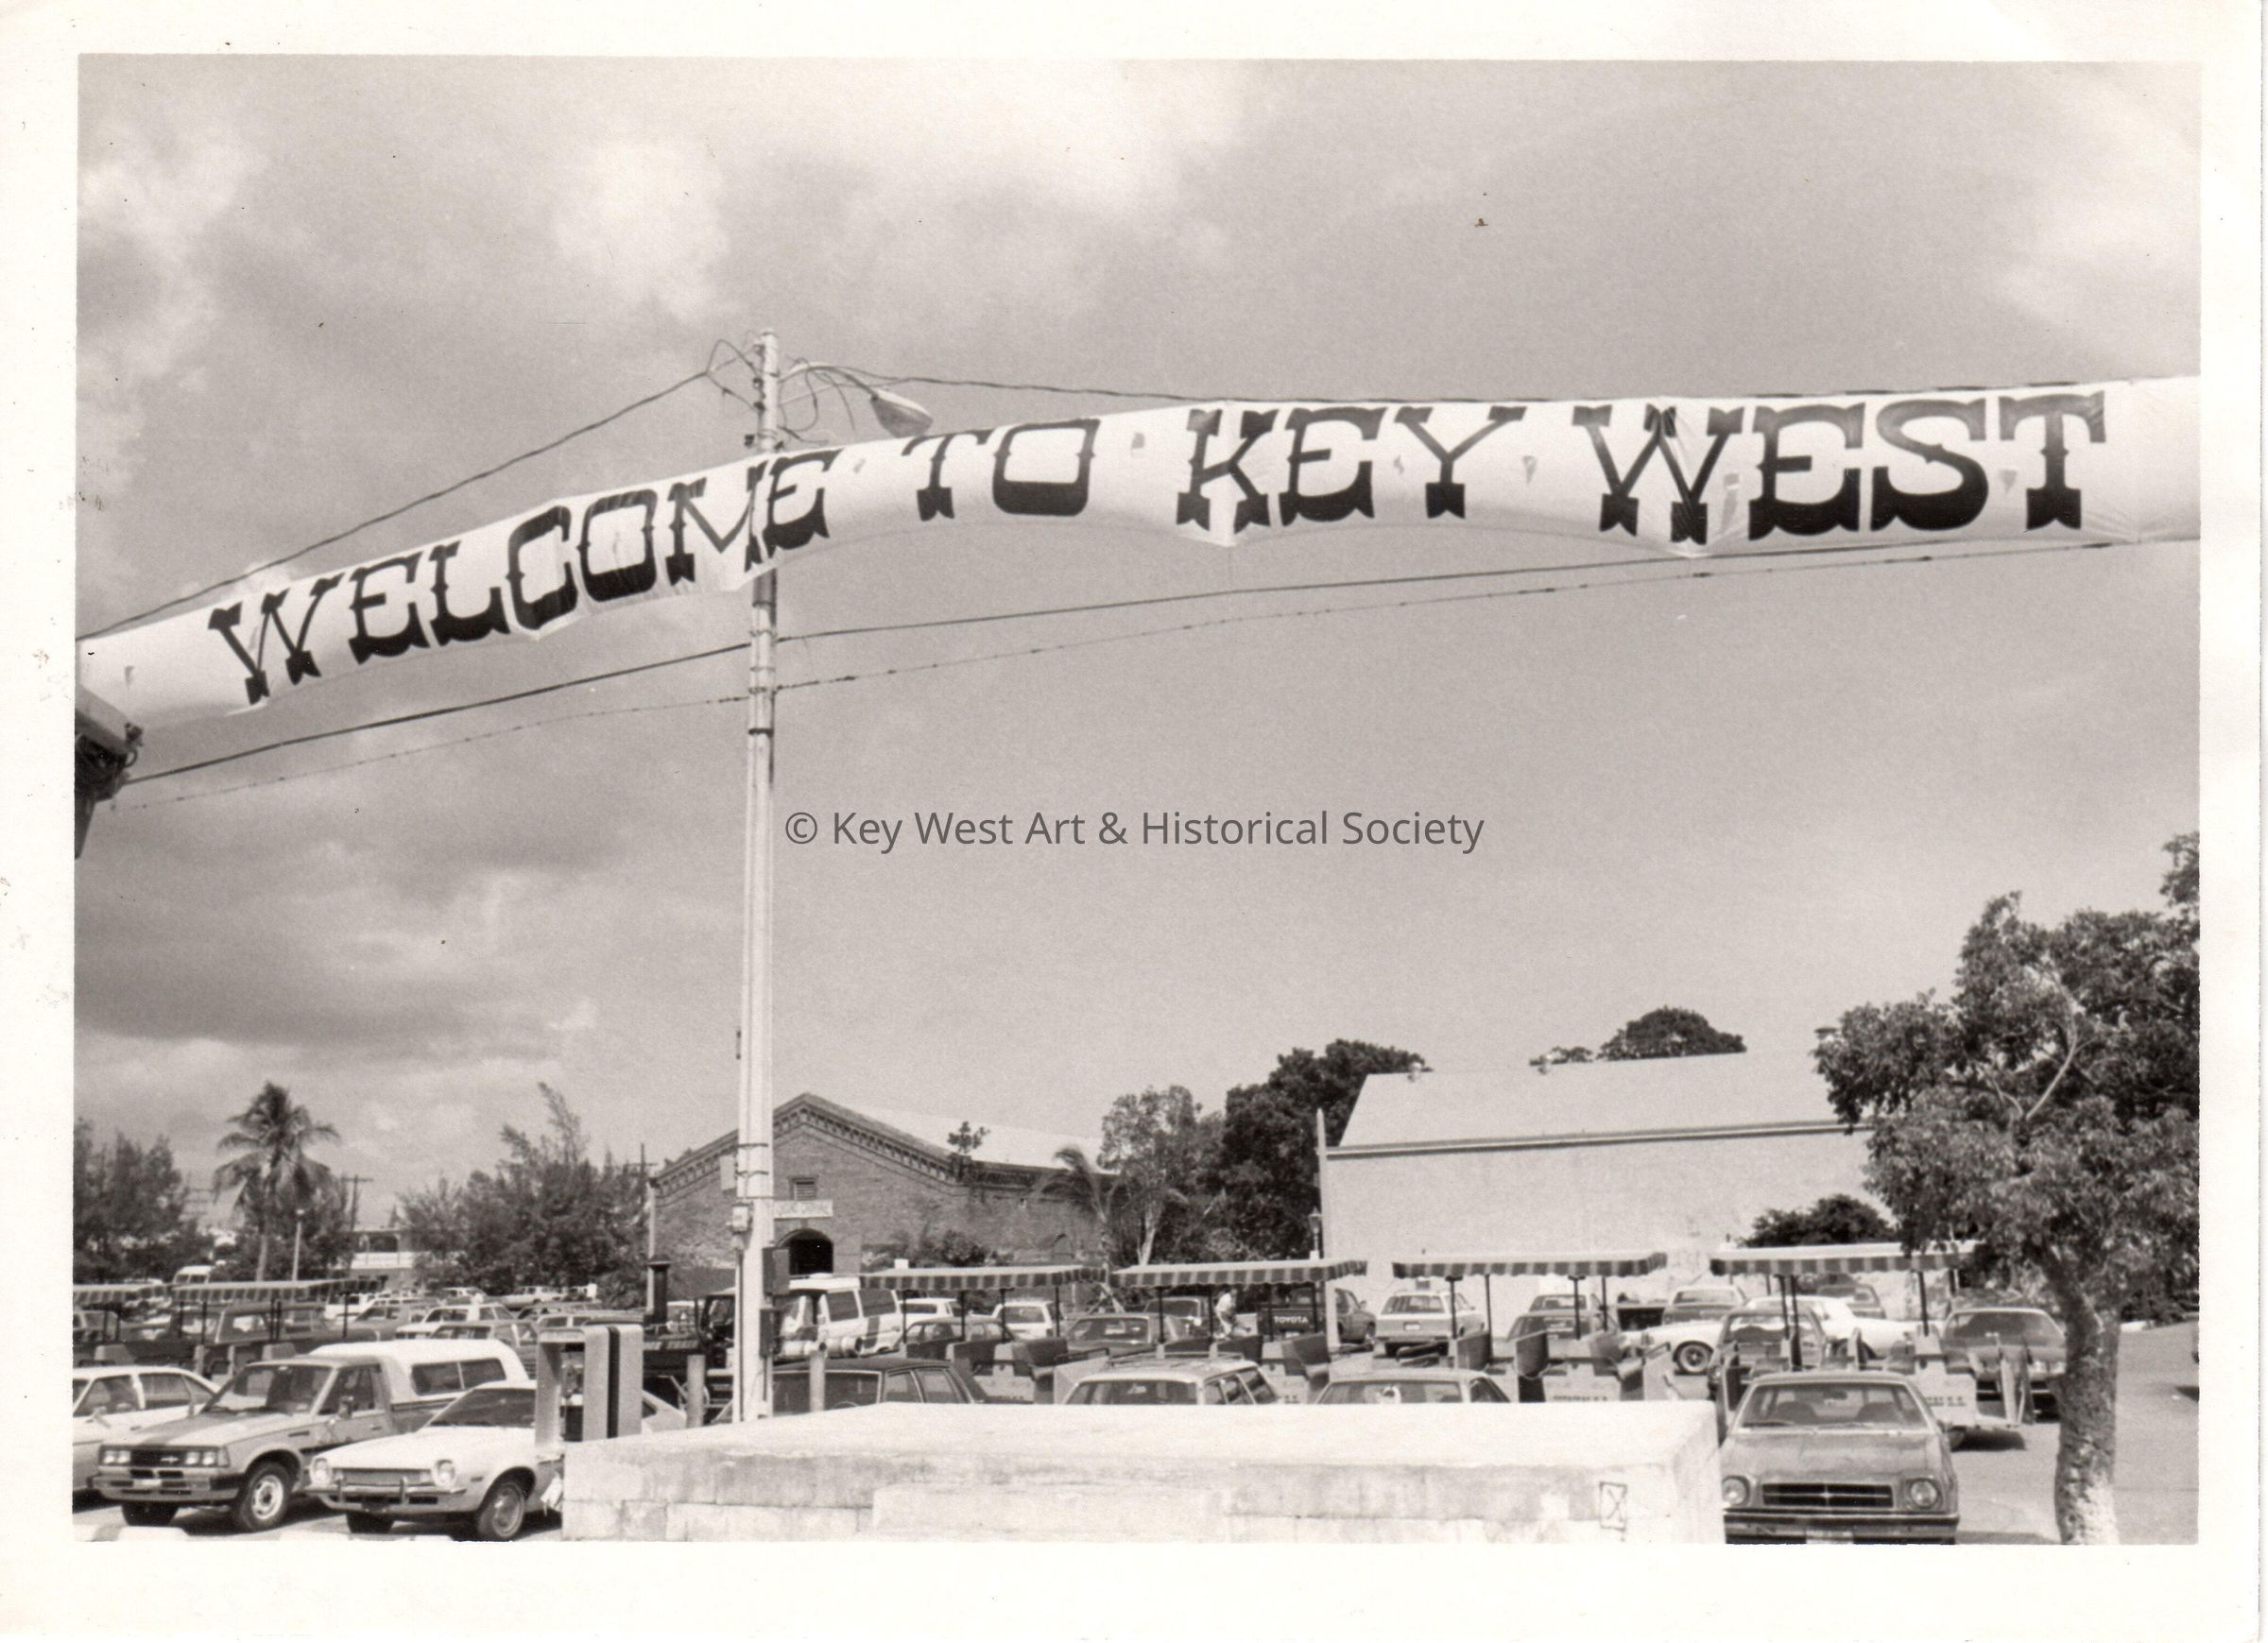 WELCOME TO KEY WEST
© Key West Art & Historical Society
TOYOTA